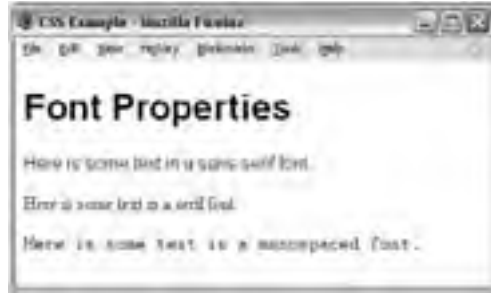 CSS Example - Mozilla Firefox
File Edit View History Bookmarks Tools Help
Font Properties
Here is some text in a sans-serif font.
Here is some text in a serif font.
Here is some text in a monospaced font.